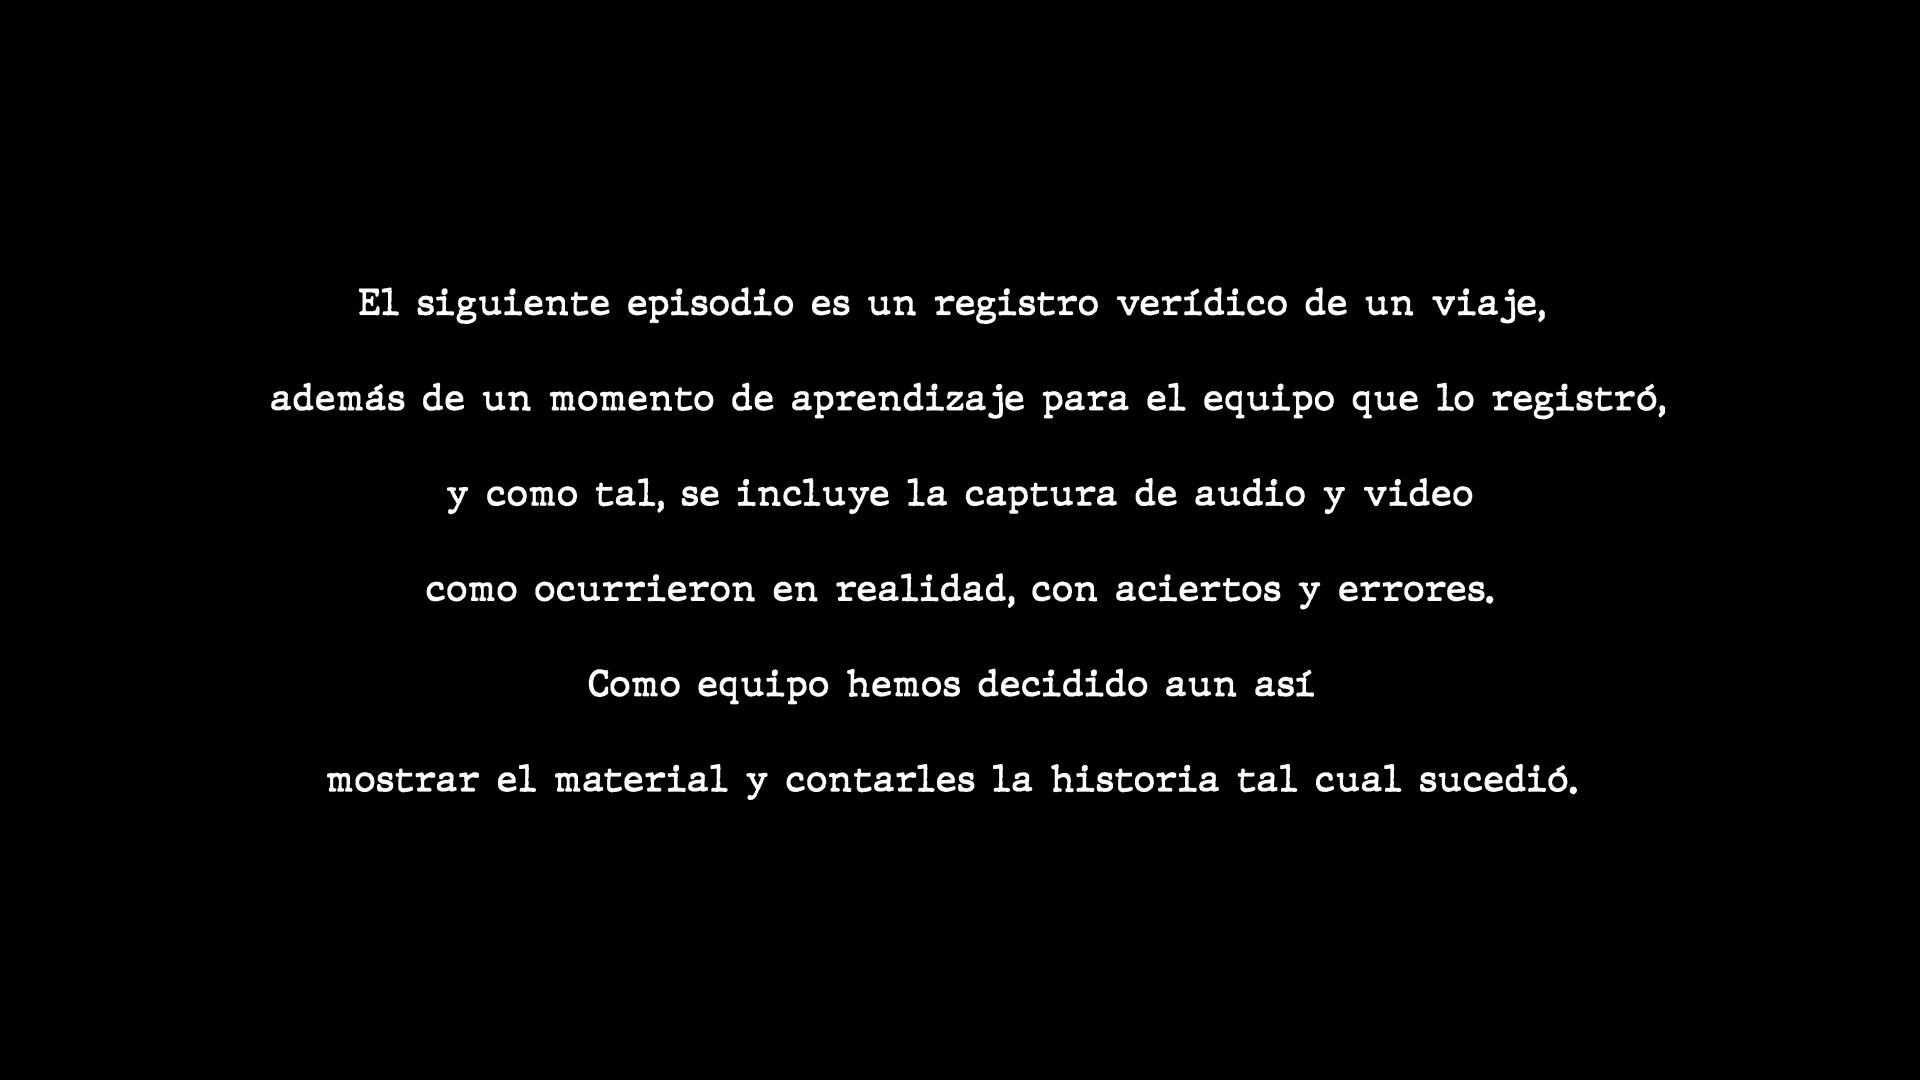 El siguiente episodio es un registro verídico de un viaje,
además de un momento de aprendizaje para el equipo que lo registró,
y como tal, se incluye la captura de audio y video
como ocurrieron en realidad, con aciertos y errores.
Como equipo hemos decidido aun así
mostrar el material y contarles la historia tal cual sucedió.